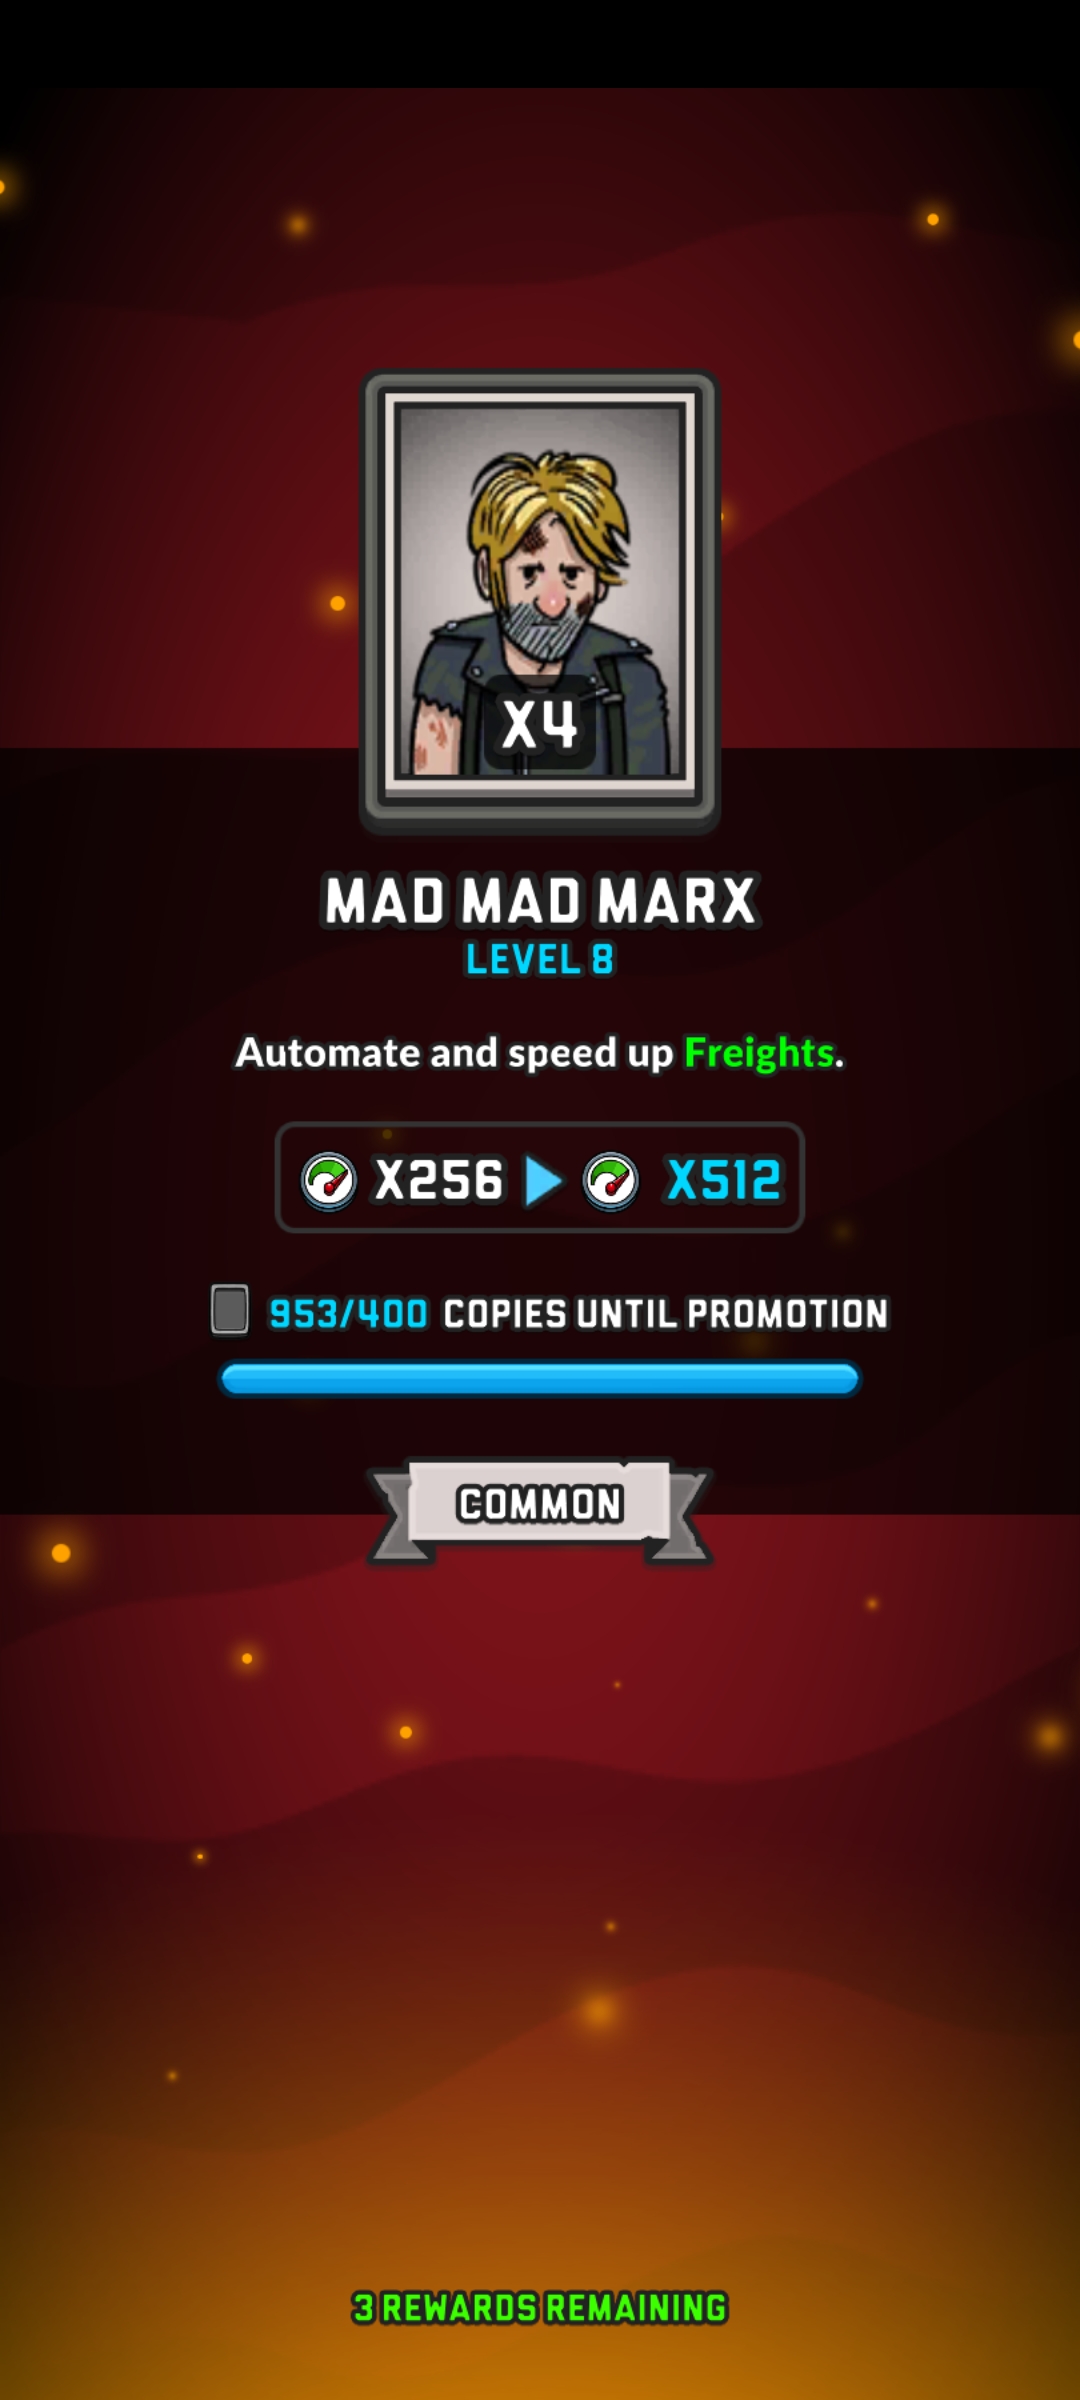 X4
MAD MAD MARX
LEVEL 8
Automate and speed up Freights.
X256 X512
953/400 COPIES UNTIL PROMOTION
COMMON
3 REWARDS REMAINING